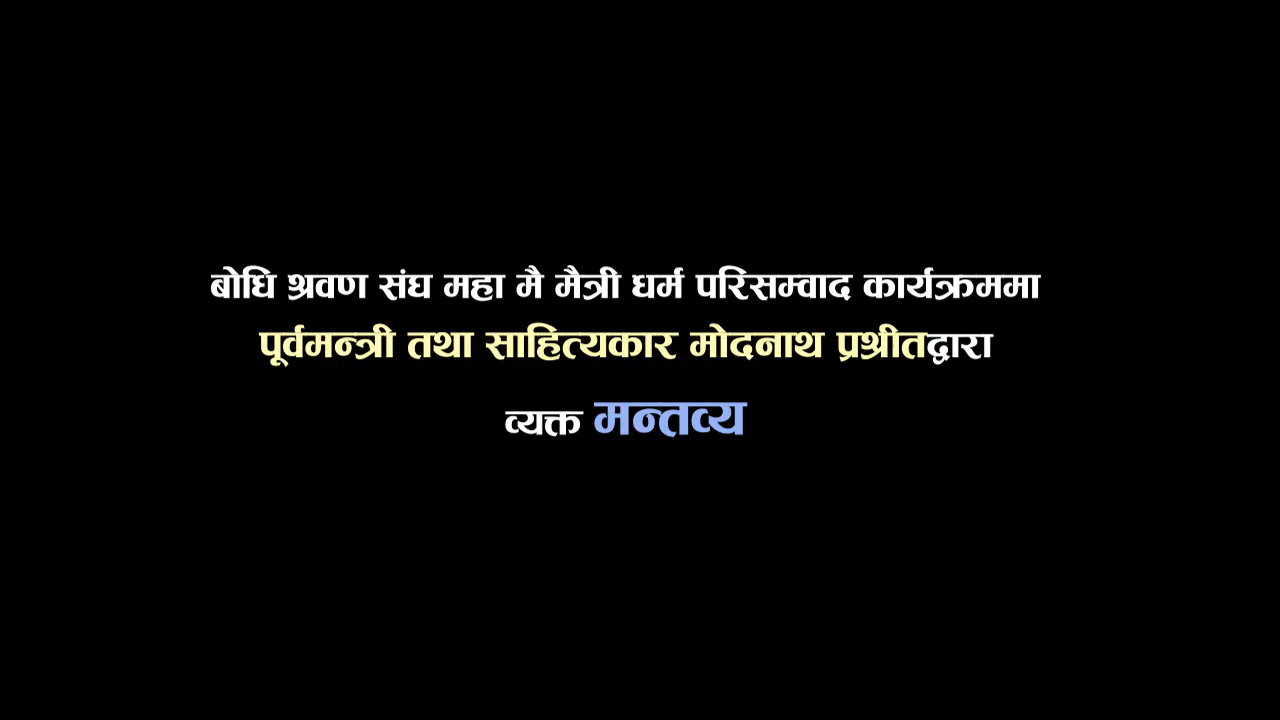 बोधि श्रवण संघ महा मै मैत्री धर्म परिसम्वाद कार्यक्रममा
पूर्वमन्त्री तथा साहित्यकार मोदनाथ प्रश्रीतद्वारा
व्यक्त मन्तव्य